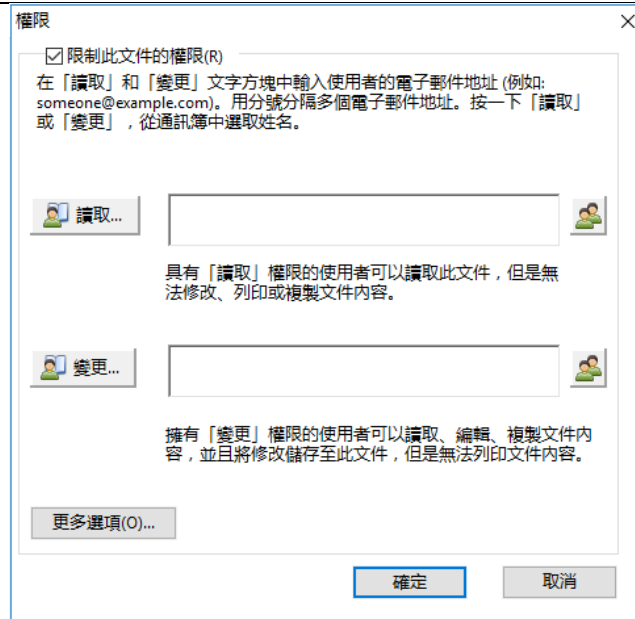 權限
限制此文件的權限(R)
在「讀取」和「變更」文字方塊中輸入使用者的電子郵件地址 (例如:
someone@example.com)。用分號分隔多個電子郵件地址。按一下「讀取」
或「變更」，從通訊簿中選取姓名。
讀取...
具有「讀取」權限的使用者可以讀取此文件，但是無
法修改、列印或複製文件內容。
變更...
擁有「變更」權限的使用者可以讀取、編輯、複製文件內
容，並且將修改儲存至此文件，但是無法列印文件內容。
更多選項(O)...
確定
取消